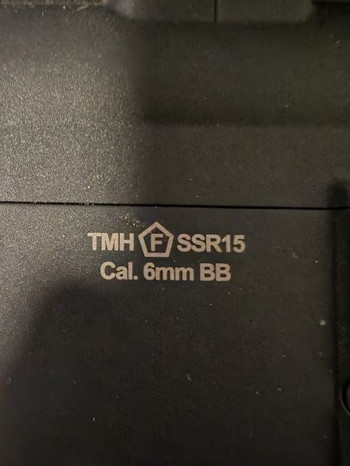 TMH F SSR15
Cal. 6mm BB